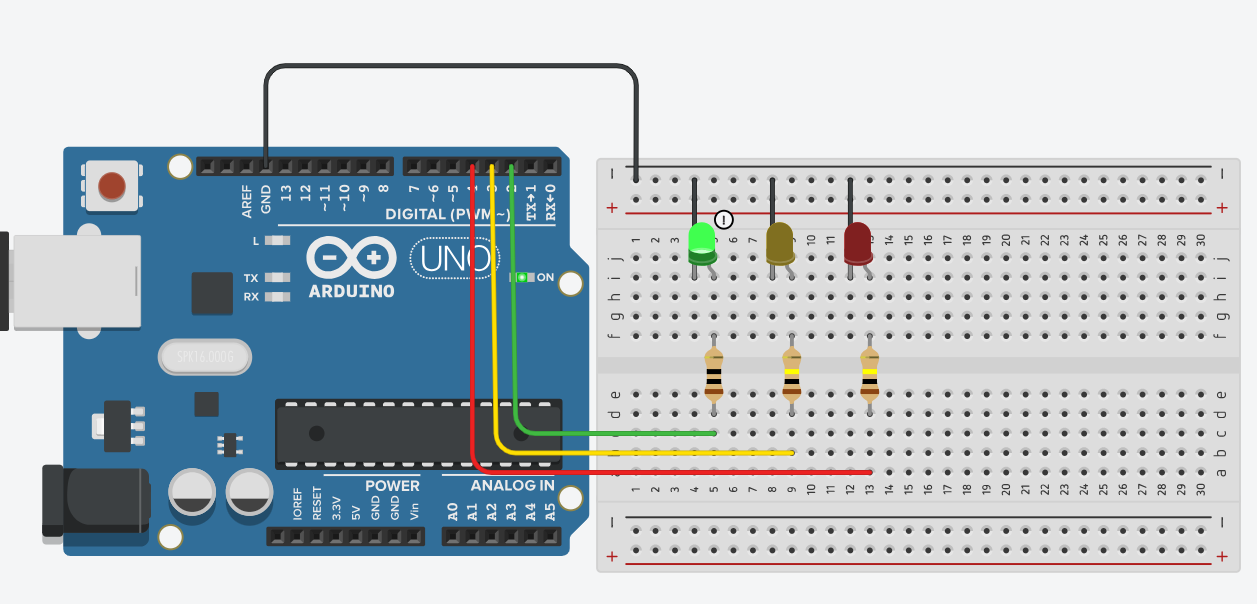 AREF
GND
13
12
~11
~10
~9
8
7
~6
~5
2
TX→1
RX←0
DIGITAL (PWM~)
L
TX
RX
UNO
ON
ARDUINO
SPK16.000G
POWER
ANALOG IN
IOREF
RESET
3.3V
5V
GND
GND
Vin
A0
A1
A2
A3
A4
A5
− −
+ +
!
1 2 3 4 5 6 7 8 9 10 11 12 13 14 15 16 17 18 19 20 21 22 23 24 25 26 27 28 29 30
j j
i i
h h
g g
f f
e e
d d
c
b b
a a
1 2 3 4 5 6 7 8 9 10 11 12 13 14 15 16 17 18 19 20 21 22 23 24 25 26 27 28 29 30
− −
+ +